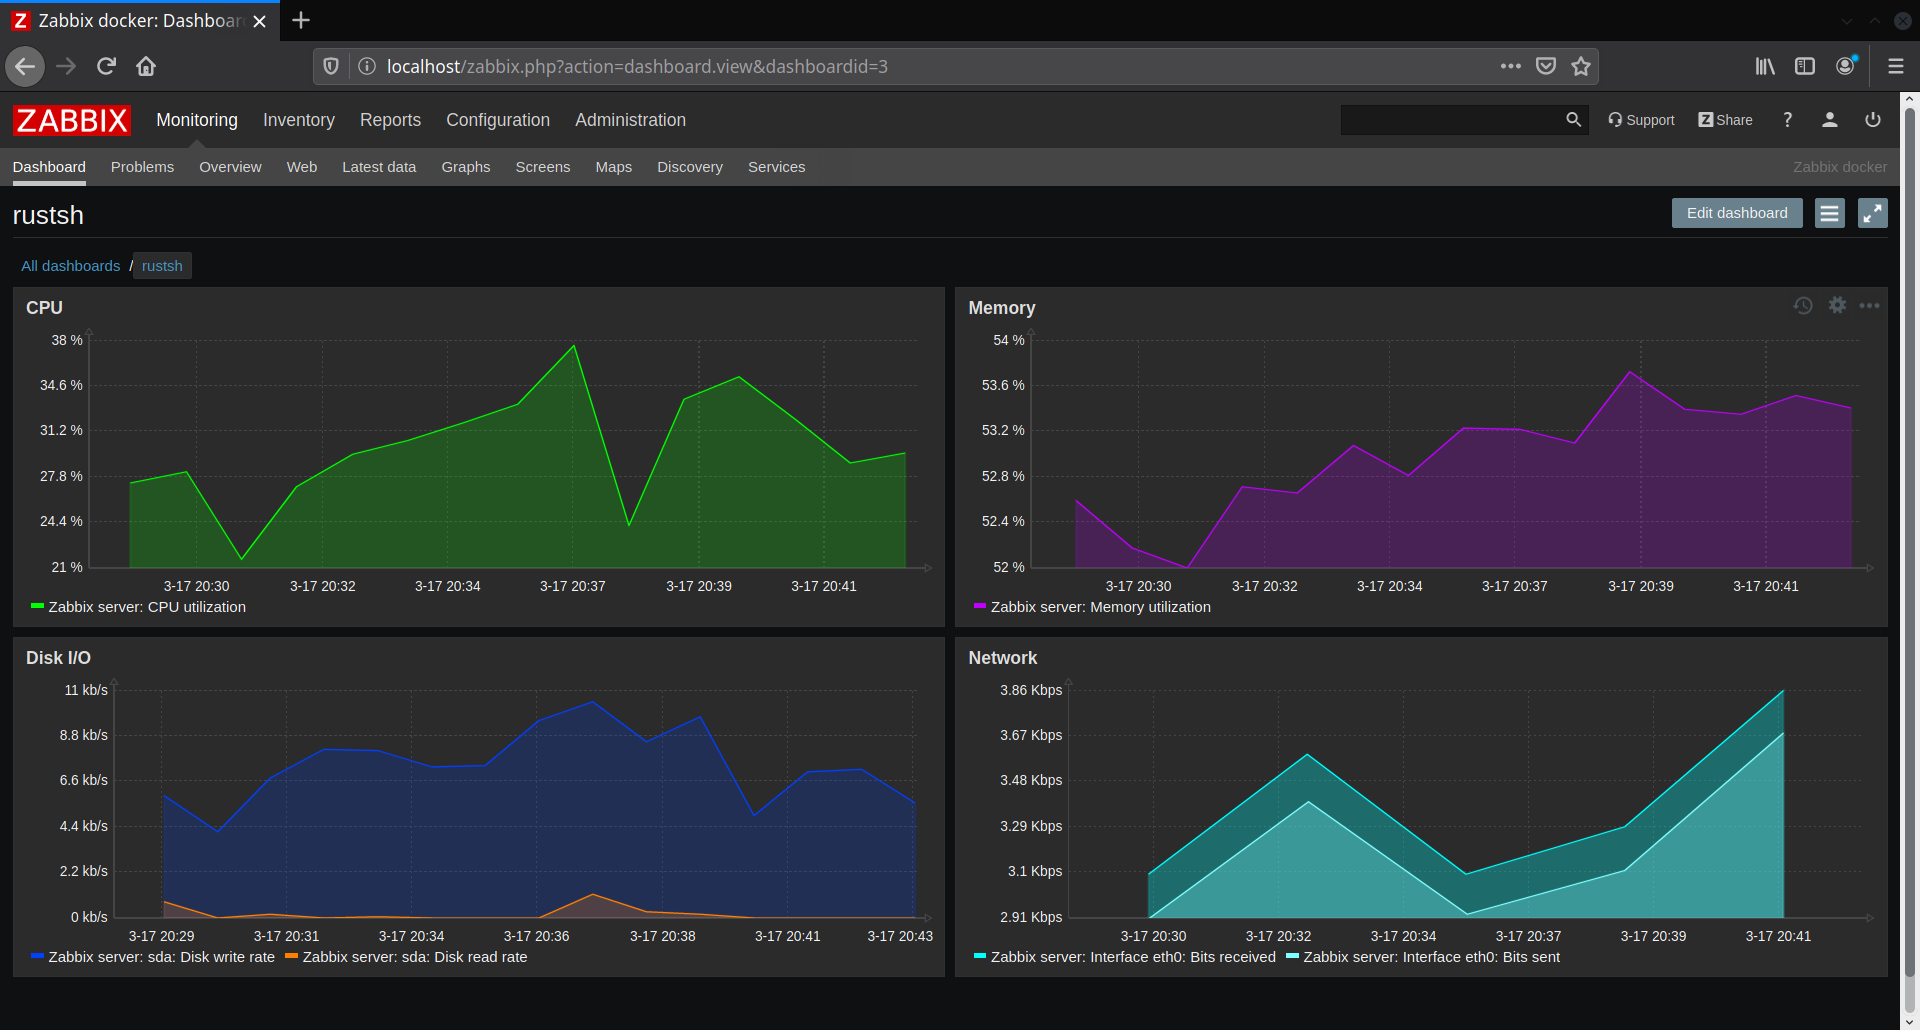 Zabbix docker: Dashboar
localhost/zabbix.php?action=dashboard.view&dashboardid=3
ZABBIX Monitoring Inventory Reports Configuration Administration Support Z Share ?
Dashboard Problems Overview Web Latest data Graphs Screens Maps Discovery Services Zabbix docker
rustsh Edit dashboard
All dashboards / rustsh
CPU
38 %
34.6 %
31.2 %
27.8 %
24.4 %
21 %
3-17 20:30 3-17 20:32 3-17 20:34 3-17 20:37 3-17 20:39 3-17 20:41
Zabbix server: CPU utilization
Memory
54 %
53.6 %
53.2 %
52.8 %
52.4 %
52 %
3-17 20:30 3-17 20:32 3-17 20:34 3-17 20:37 3-17 20:39 3-17 20:41
Zabbix server: Memory utilization
Disk I/O
11 kb/s
8.8 kb/s
6.6 kb/s
4.4 kb/s
2.2 kb/s
0 kb/s
3-17 20:29 3-17 20:31 3-17 20:34 3-17 20:36 3-17 20:38 3-17 20:41 3-17 20:43
Zabbix server: sda: Disk write rate Zabbix server: sda: Disk read rate
Network
3.86 Kbps
3.67 Kbps
3.48 Kbps
3.29 Kbps
3.1 Kbps
2.91 Kbps
3-17 20:30 3-17 20:32 3-17 20:34 3-17 20:37 3-17 20:39 3-17 20:41
Zabbix server: Interface eth0: Bits received Zabbix server: Interface eth0: Bits sent